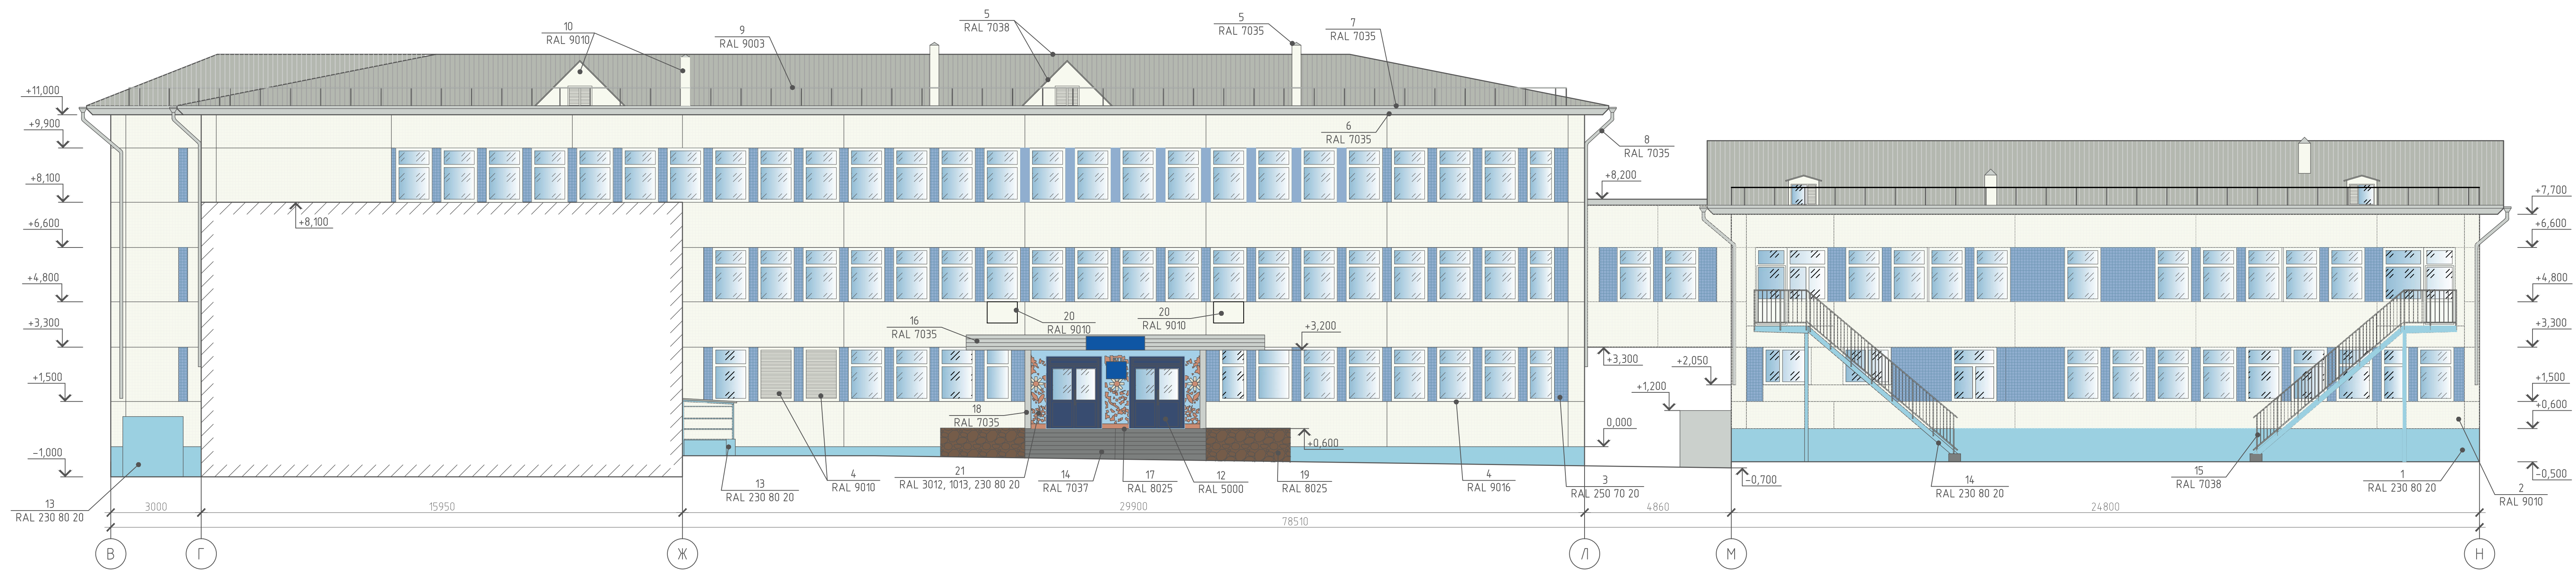 5
RAL 7038
5
RAL 7035
7
RAL 7035
10
RAL 9010
9
RAL 9003
+11,000
+9,900
+8,100
+6,600
+4,800
+3,300
+1,500
-1,000
+8,100
6
RAL 7035
8
RAL 7035
+8,200
+7,700
+6,600
+4,800
+3,300
+1,500
+0,600
-0,500
20
RAL 9010
20
RAL 9010
16
RAL 7035
+3,200
+3,300
+2,050
+1,200
18
RAL 7035
0,000
+0,600
-0,700
13
RAL 230 80 20
13
RAL 230 80 20
4
RAL 9010
21
RAL 3012, 1013, 230 80 20
14
RAL 7037
17
RAL 8025
12
RAL 5000
19
RAL 8025
4
RAL 9016
3
RAL 250 70 20
14
RAL 230 80 20
15
RAL 7038
1
RAL 230 80 20
2
RAL 9010
3000
15950
29900
4860
24800
78510
В
Г
Ж
Л
М
Н